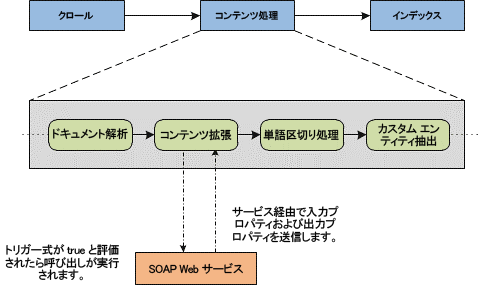 クロール
コンテンツ処理
インデックス
ドキュメント解析
コンテンツ拡張
単語区切り処理
カスタム エン
ティティ抽出
サービス経由で入力プ
ロパティおよび出力プ
ロパティを送信します。
トリガー式が true と評価
されたら呼び出しが実行
されます。
SOAP Web サービス